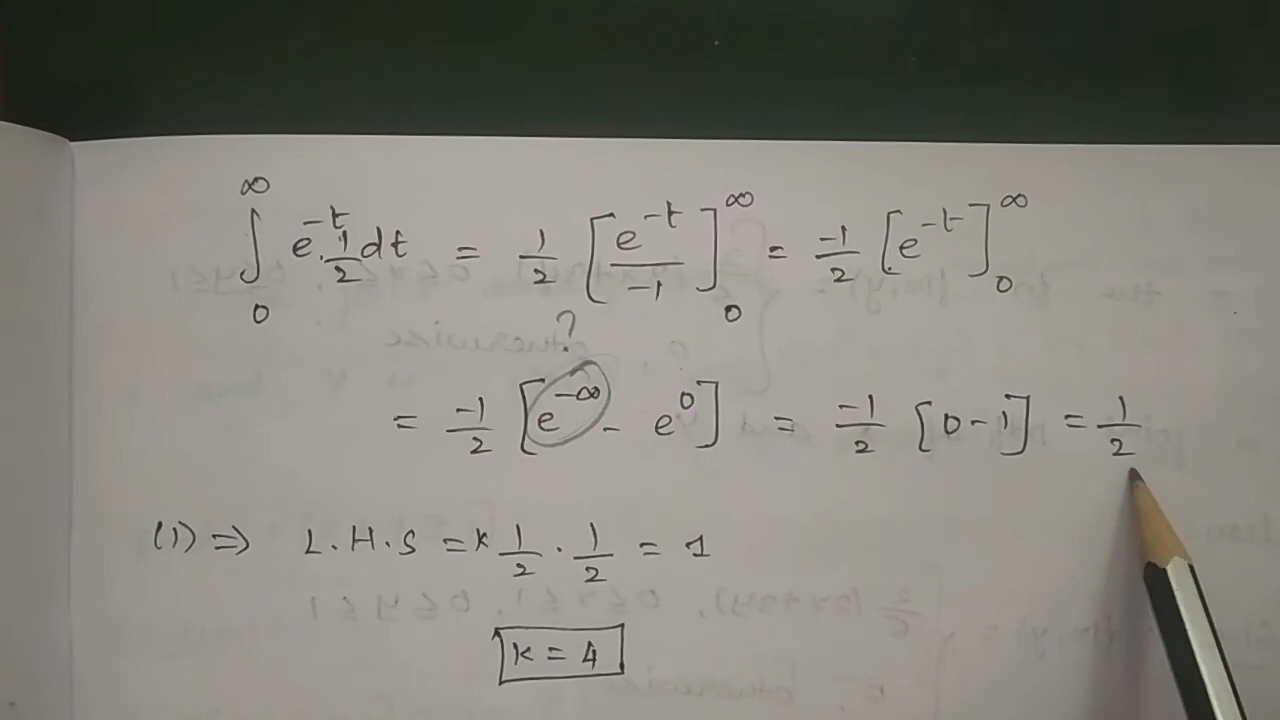 ∫₀^∞ e^{-t} · 1/2 dt = 1/2 [e^{-t}/-1]₀^∞ = -1/2 [e^{-t}]₀^∞
?
= -1/2 [e^{-∞} - e^0] = -1/2 [0-1] = 1/2
(1) ⇒ L.H.S = k 1/2 · 1/2 = 1
k = 4